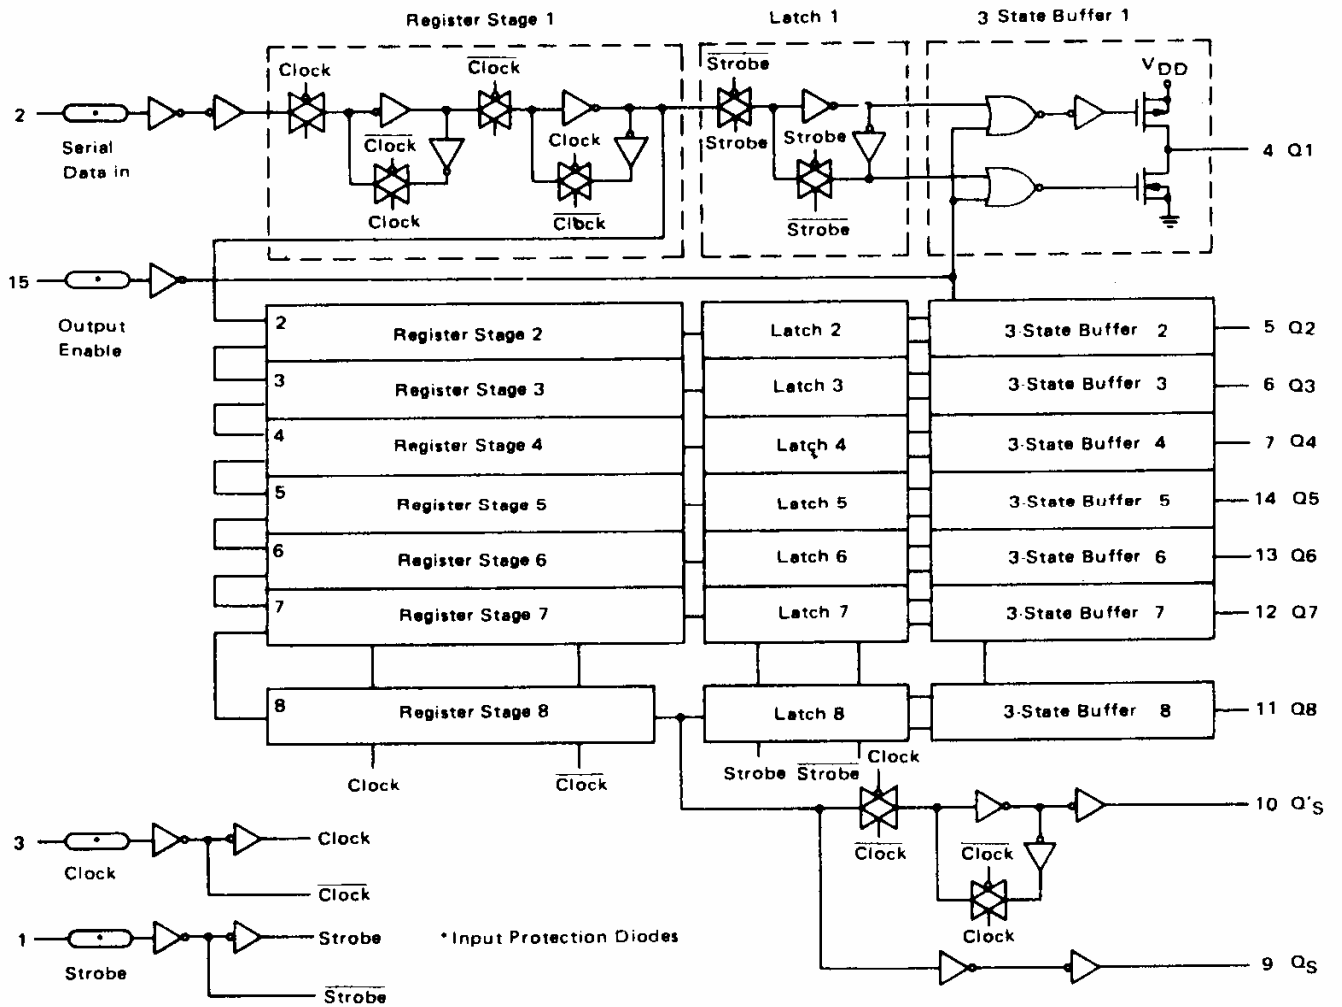 Register Stage 1 Latch 1 3 State Buffer 1
Clock Clock Strobe VDD
2 Serial Data in
Clock Clock Strobe Strobe
4 Q1
Clock Clock Strobe
15 Output Enable
2 Register Stage 2 Latch 2 3-State Buffer 2 5 Q2
3 Register Stage 3 Latch 3 3-State Buffer 3 6 Q3
4 Register Stage 4 Latch 4 3-State Buffer 4 7 Q4
5 Register Stage 5 Latch 5 3-State Buffer 5 14 Q5
6 Register Stage 6 Latch 6 3-State Buffer 6 13 Q6
7 Register Stage 7 Latch 7 3-State Buffer 7 12 Q7
8 Register Stage 8 Latch 8 3-State Buffer 8 11 Q8
Clock Clock Strobe Strobe Clock
10 Q'S
3 Clock
Clock
Clock
Clock Clock
Clock
1 Strobe
Strobe
Strobe
*Input Protection Diodes
9 QS